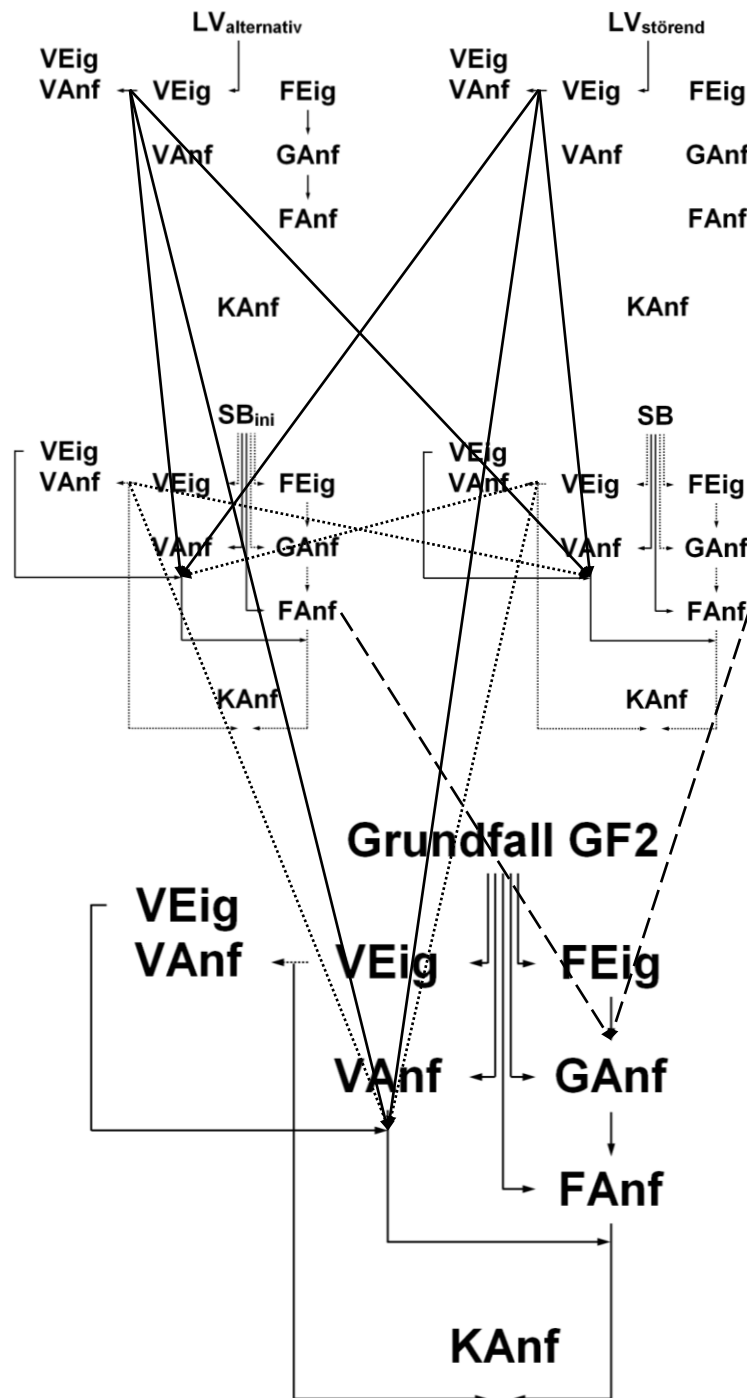 LValternativ LVstörend
VEig VEig
VAnf VEig FEig VAnf VEig FEig
VAnf GAnf VAnf GAnf
FAnf FAnf
KAnf KAnf
SBini SB
VEig VEig
VAnf VEig FEig VAnf VEig FEig
VAnf GAnf VAnf GAnf
FAnf FAnf
KAnf KAnf
Grundfall GF2
VEig
VAnf VEig FEig
VAnf GAnf
FAnf
KAnf